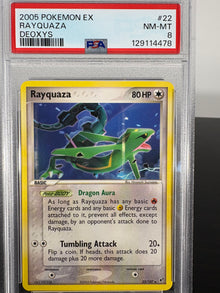 2005 POKEMON EX #22
RAYQUAZA NM-MT
DEOXYS 8
PSA 129114478
Rayquaza 80 HP
BASIC
POKé-BODY Dragon Aura
As long as Rayquaza has any basic
Energy cards and any basic Energy cards
attached to it, prevent all effects, except
damage, by an opponent's attacks done to
Rayquaza.
Tumbling Attack 20+
Flip a coin. If heads, this attack does 20
damage plus 20 more damage.